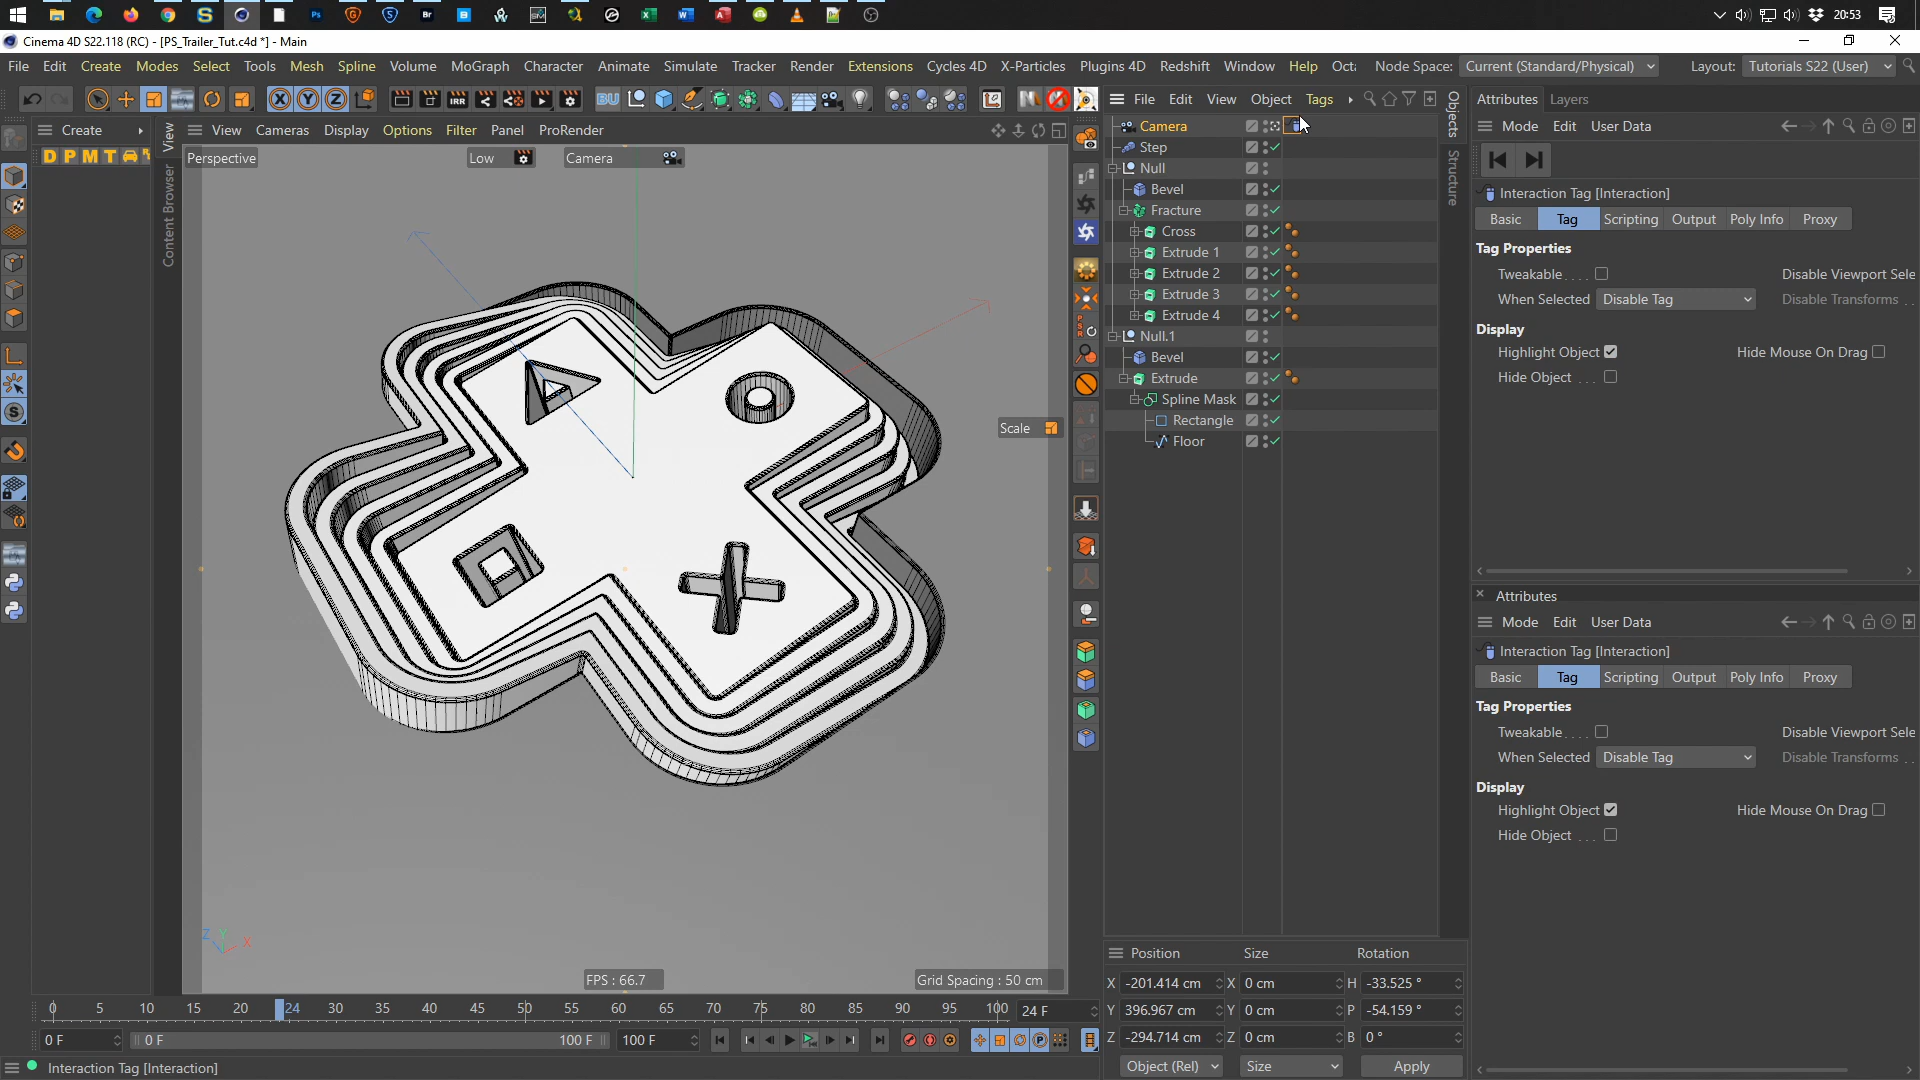 20:53
Cinema 4D S22.118 (RC) - [PS_Trailer_Tut.c4d *] - Main
File Edit Create Modes Select Tools Mesh Spline Volume MoGraph Character Animate Simulate Tracker Render Extensions Cycles 4D X-Particles Plugins 4D Redshift Window Help Octa Node Space: Current (Standard/Physical) Layout: Tutorials S22 (User)
File Edit View Object Tags
Attributes Layers
Create
View Cameras Display Options Filter Panel ProRender
Mode Edit User Data
Perspective Low Camera
View
Content Browser
Objects
Structure
Camera
Step
Null
Bevel
Fracture
Cross
Extrude 1
Extrude 2
Extrude 3
Extrude 4
Null.1
Bevel
Extrude
Spline Mask
Rectangle
Floor
Scale
Interaction Tag [Interaction]
Basic Tag Scripting Output Poly Info Proxy
Tag Properties
Tweakable . . . . Disable Viewport Sele
When Selected Disable Tag Disable Transforms . .
Display
Highlight Object Hide Mouse On Drag
Hide Object . . .
Attributes
Mode Edit User Data
Interaction Tag [Interaction]
Basic Tag Scripting Output Poly Info Proxy
Tag Properties
Tweakable . . . . Disable Viewport Sele
When Selected Disable Tag Disable Transforms . .
Display
Highlight Object Hide Mouse On Drag
Hide Object . . .
FPS : 66.7 Grid Spacing : 50 cm
Position Size Rotation
X -201.414 cm X 0 cm H -33.525 °
Y 396.967 cm Y 0 cm P -54.159 °
Z -294.714 cm Z 0 cm B 0 °
Object (Rel) Size Apply
0 5 10 15 20 24 30 35 40 45 50 55 60 65 70 75 80 85 90 95 100 24 F
0 F 0 F 100 F 100 F
Interaction Tag [Interaction]